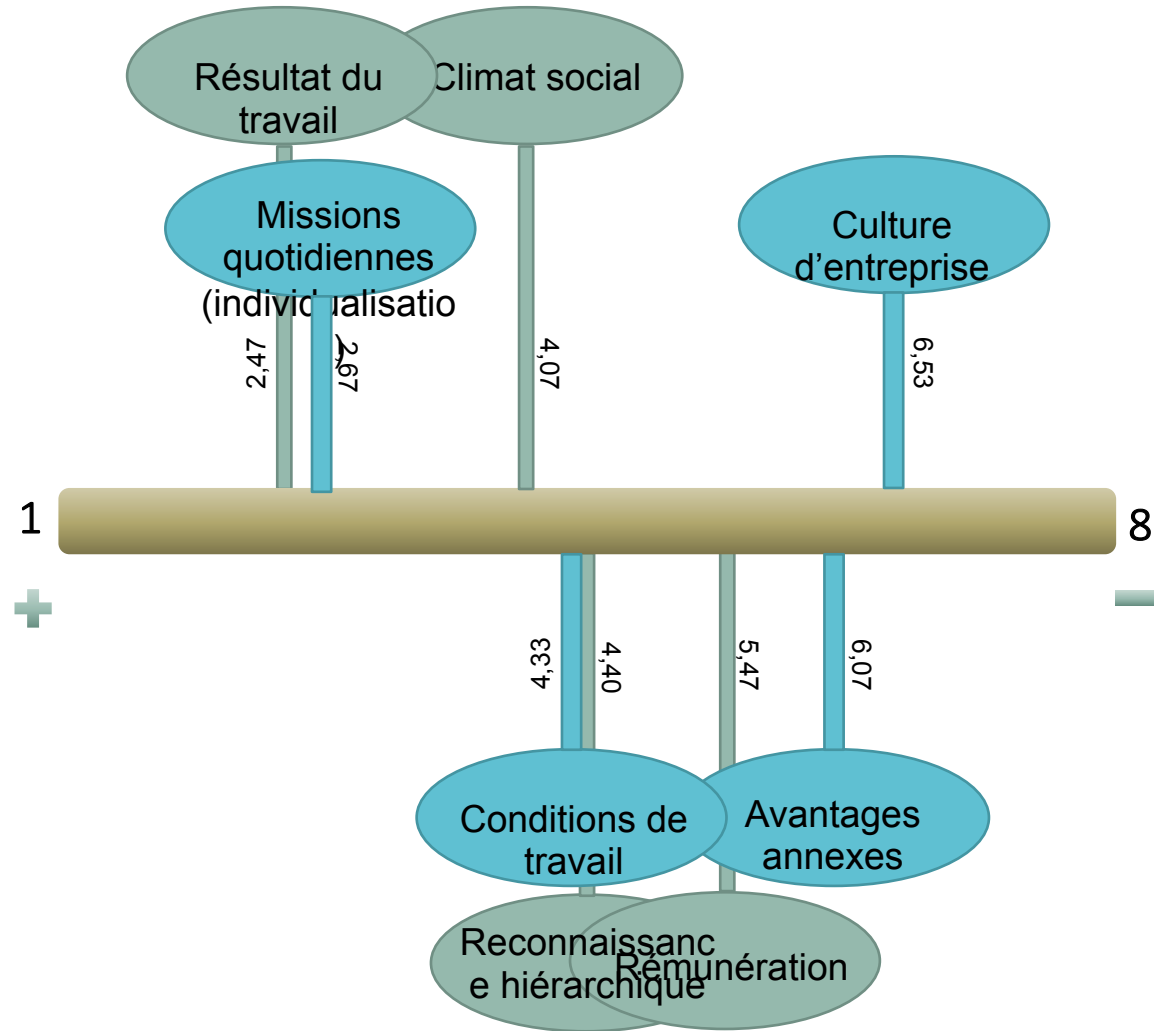 Résultat du
travail
Climat social
Missions
quotidiennes
(individualisatio
)
Culture
d'entreprise
2,47
2,67
4,07
6,53
1
8
4,33
4,40
5,47
6,07
Conditions de
travail
Avantages
annexes
Reconnaissanc
e hiérarchique
Rémunération